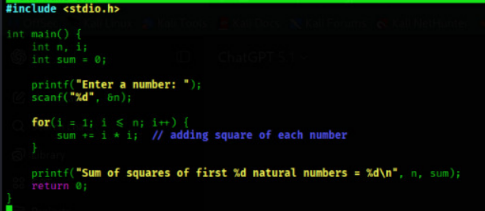 #include <stdio.h>
int main() {
    int n, i;
    int sum = 0;
    printf("Enter a number: ");
    scanf("%d", &n);
    for(i = 1; i <= n; i++) {
        sum += i * i;  // adding square of each number
    }
    printf("Sum of squares of first %d natural numbers = %d\n", n, sum);
    return 0;
}
ChatGPT